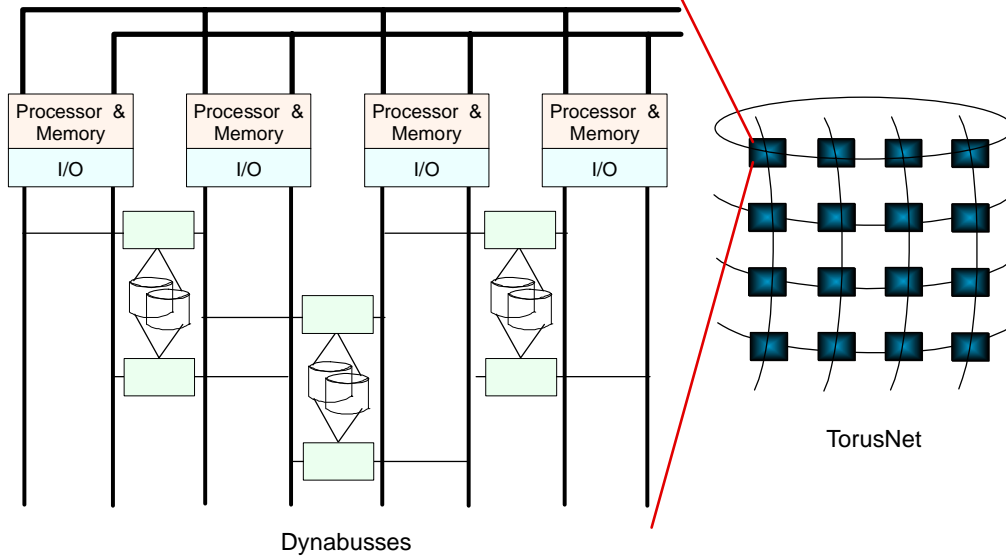 Processor &
Memory
I/O
Processor &
Memory
I/O
Processor &
Memory
I/O
Processor &
Memory
I/O
TorusNet
Dynabusses